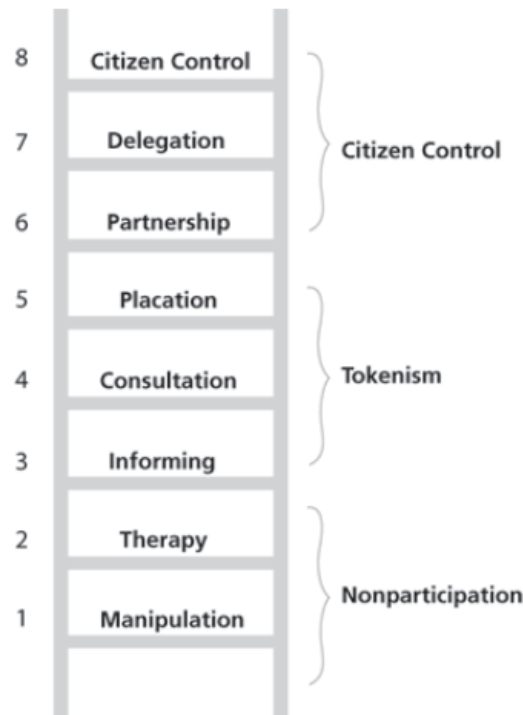 8 Citizen Control
7 Delegation
Citizen Control
6 Partnership
5 Placation
4 Consultation
Tokenism
3 Informing
2 Therapy
Nonparticipation
1 Manipulation